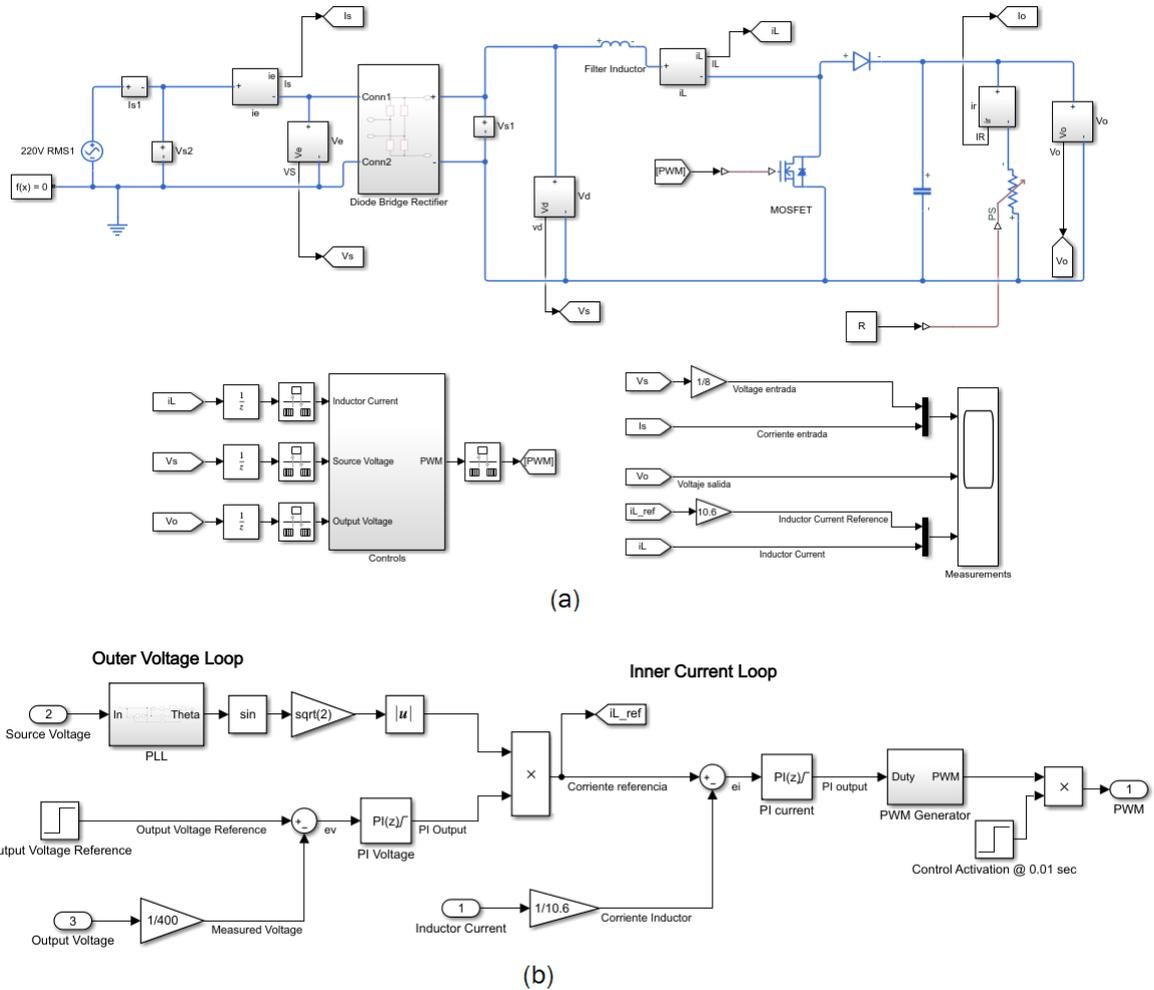 Is
iL
Io
ie
Is
+ -
Is1
+
-
ie
Filter Inductor
+ -
iL
IL
+
-
iL
+ -
ir
IR
Conn1
Conn2
+
-
Diode Bridge Rectifier
Vs1
220V RMS1
Vs2
Ve
Ve
VS
f(x) = 0
[PWM]
MOSFET
Vd
Vd
vd
PS
Vo
Vo
Vo
Vo
Vs
Vs
R
iL
1
z
Inductor Current
Vs
1
z
Source Voltage
PWM
[PWM]
Vo
1
z
Output Voltage
Controls
Vs
1/8
Voltage entrada
Is
Corriente entrada
Vo
Voltaje salida
iL_ref
10.6
Inductor Current Reference
iL
Inductor Current
Measurements
(a)
Outer Voltage Loop
Inner Current Loop
2
Source Voltage
In
Theta
PLL
sin
sqrt(2)
|u|
iL_ref
×
Corriente referencia
+
-
ei
PI(z)
PI current
PI output
Duty
PWM
PWM Generator
×
1
PWM
Control Activation @ 0.01 sec
utput Voltage Reference
Output Voltage Reference
+
-
ev
PI(z)
PI Voltage
PI Output
3
Output Voltage
1/400
Measured Voltage
1
Inductor Current
1/10.6
Corriente Inductor
(b)